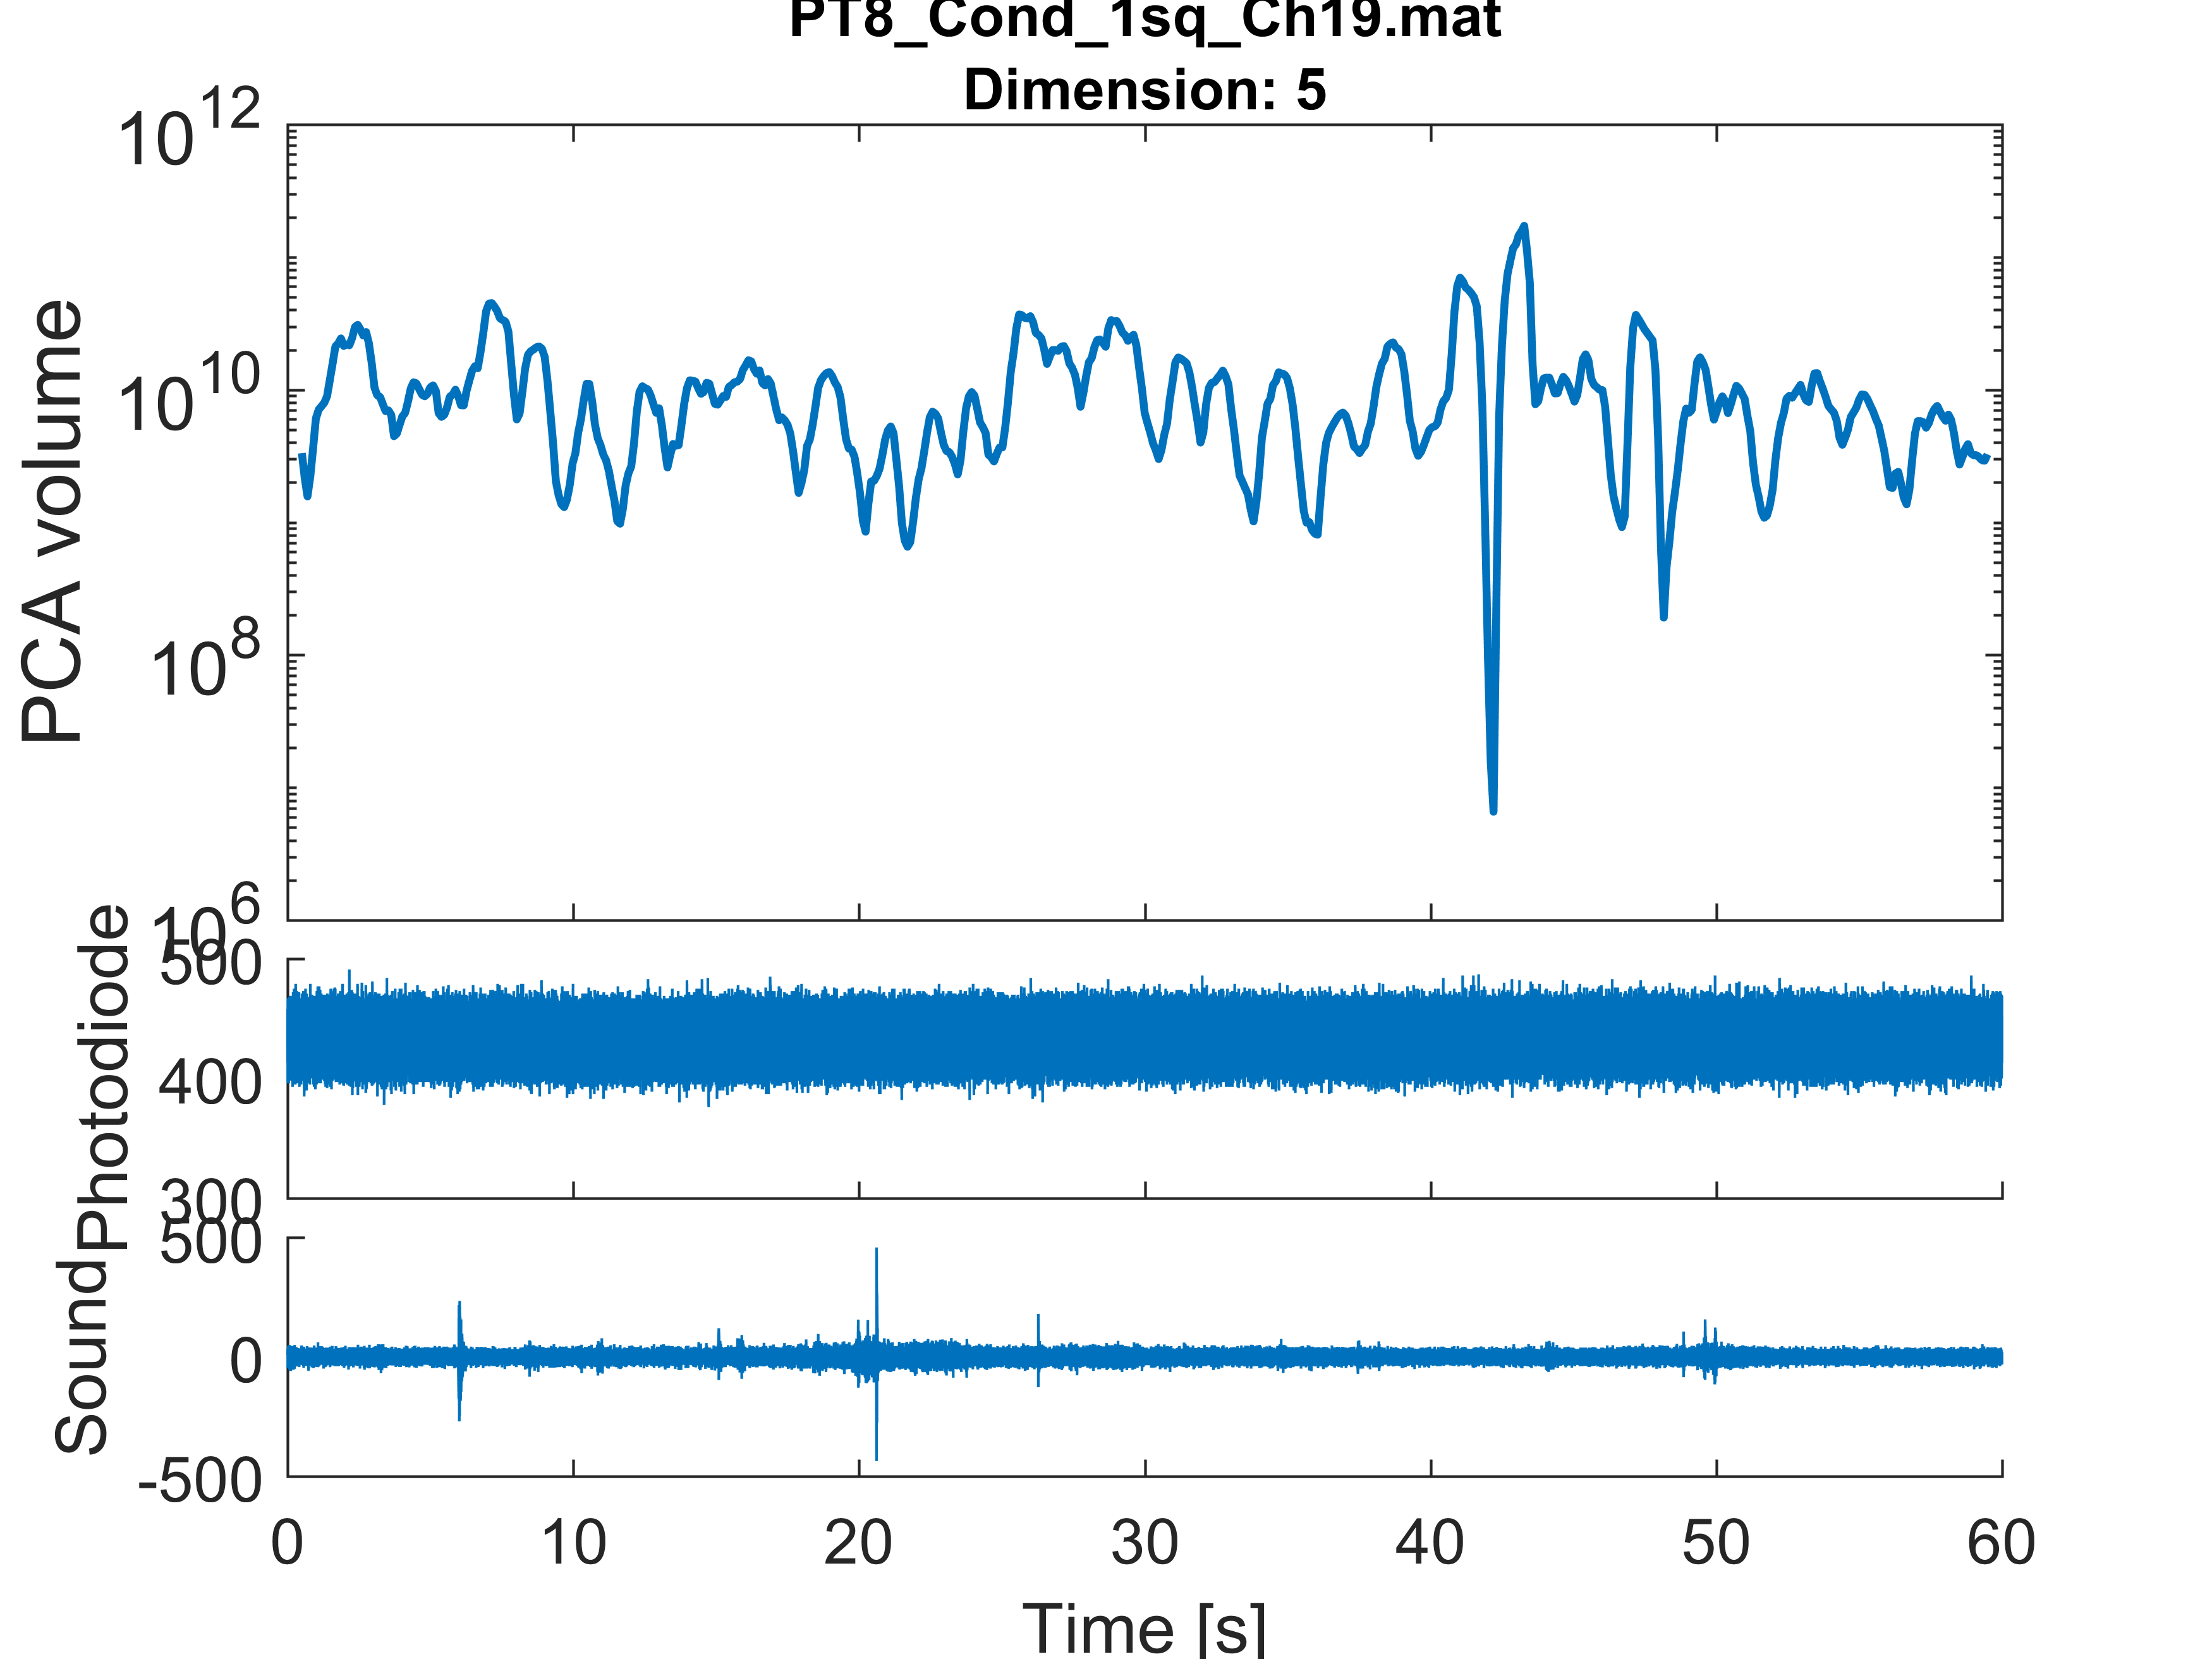 PT8_Cond_1sq_Ch19.mat
Dimension: 5
10^12
10^10
10^8
10^6
PCA volume
500
400
300
Photodiode
500
0
-500
Sound
0 10 20 30 40 50 60
Time [s]